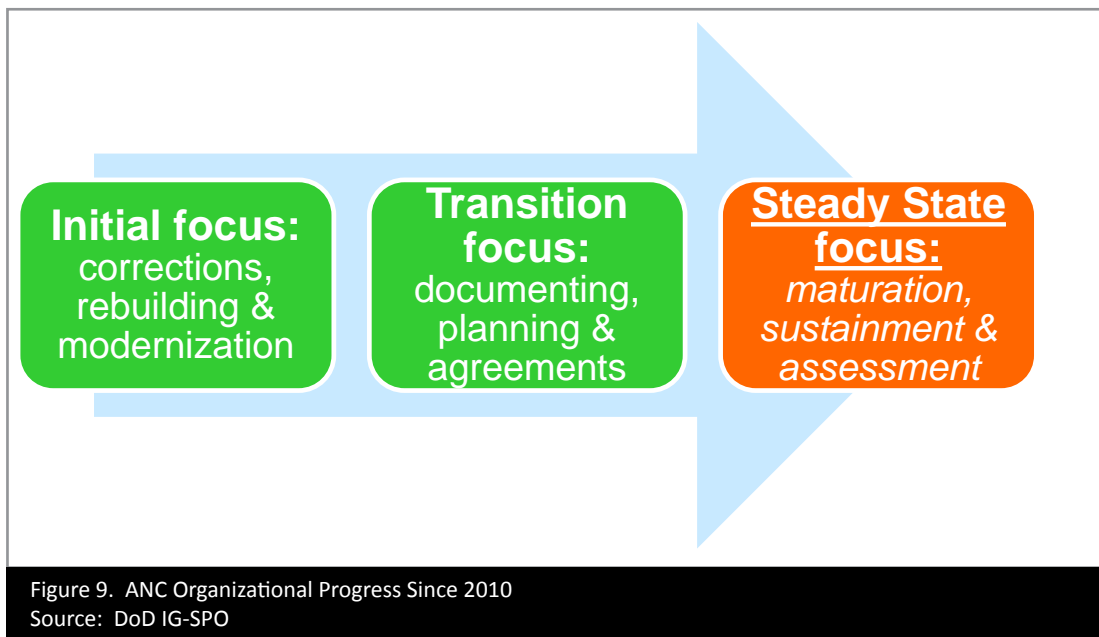 Initial focus:
corrections,
rebuilding &
modernization
Transition
focus:
documenting,
planning &
agreements
Steady State
focus:
maturation,
sustainment &
assessment
Figure 9.  ANC Organizational Progress Since 2010
Source:  DoD IG-SPO